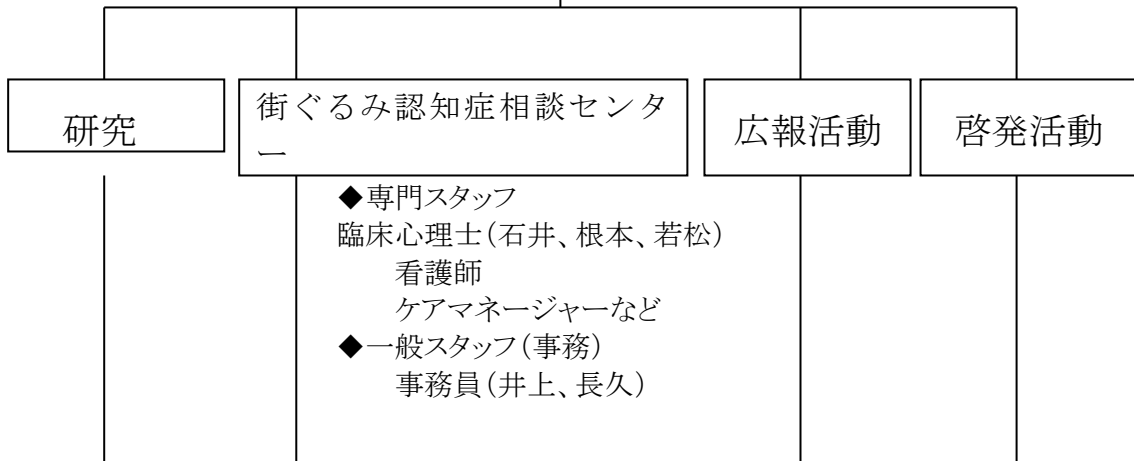 研究
街ぐるみ認知症相談センタ
ー
広報活動
啓発活動
◆専門スタッフ
臨床心理士（石井、根本、若松）
看護師
ケアマネージャーなど
◆一般スタッフ（事務）
事務員（井上、長久）